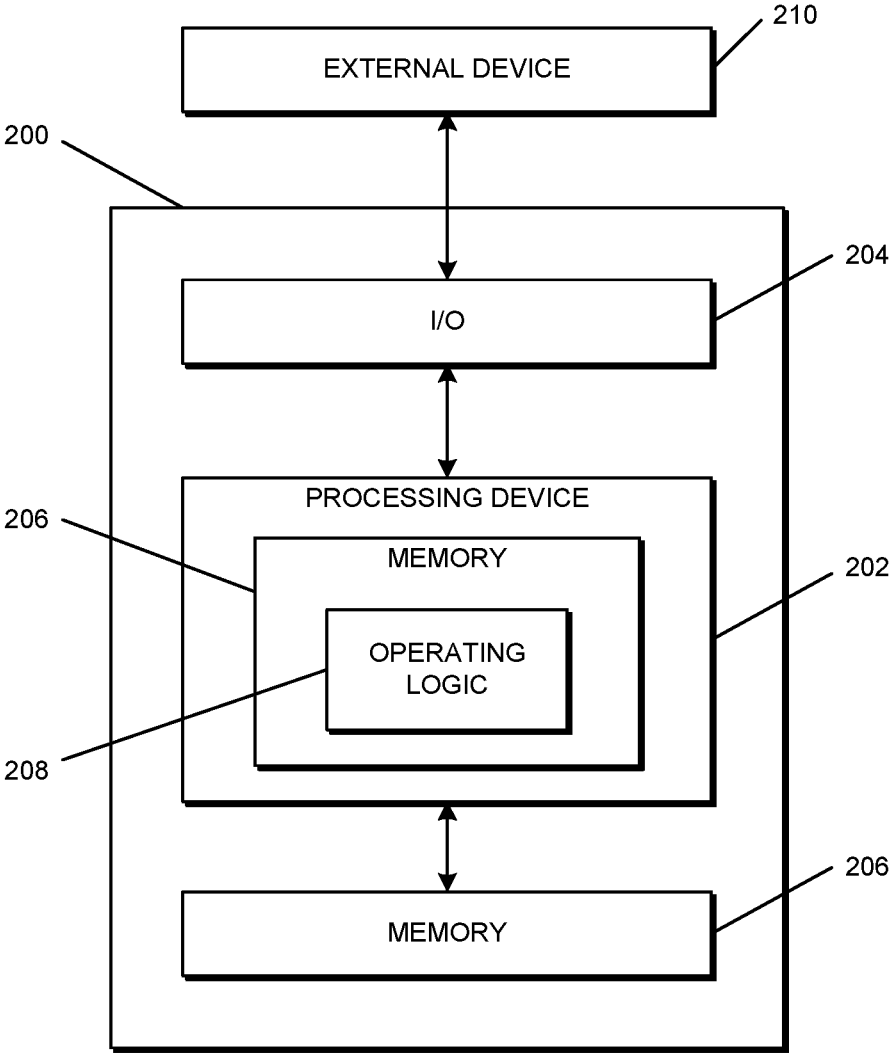 210
EXTERNAL DEVICE
200
204
I/O
PROCESSING DEVICE
206
MEMORY
202
OPERATING
LOGIC
208
206
MEMORY